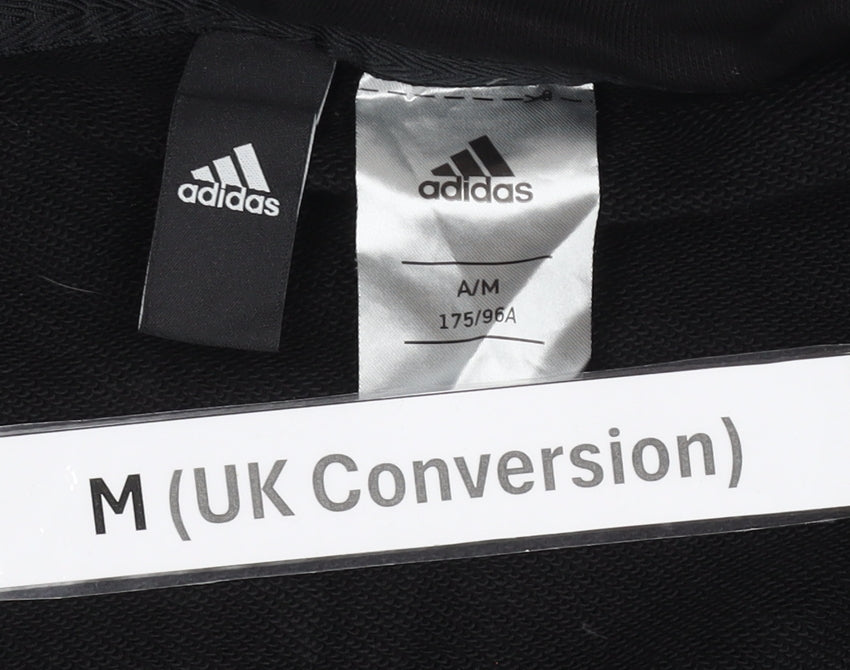 adidas
adidas
A/M
175/96A
M (UK Conversion)